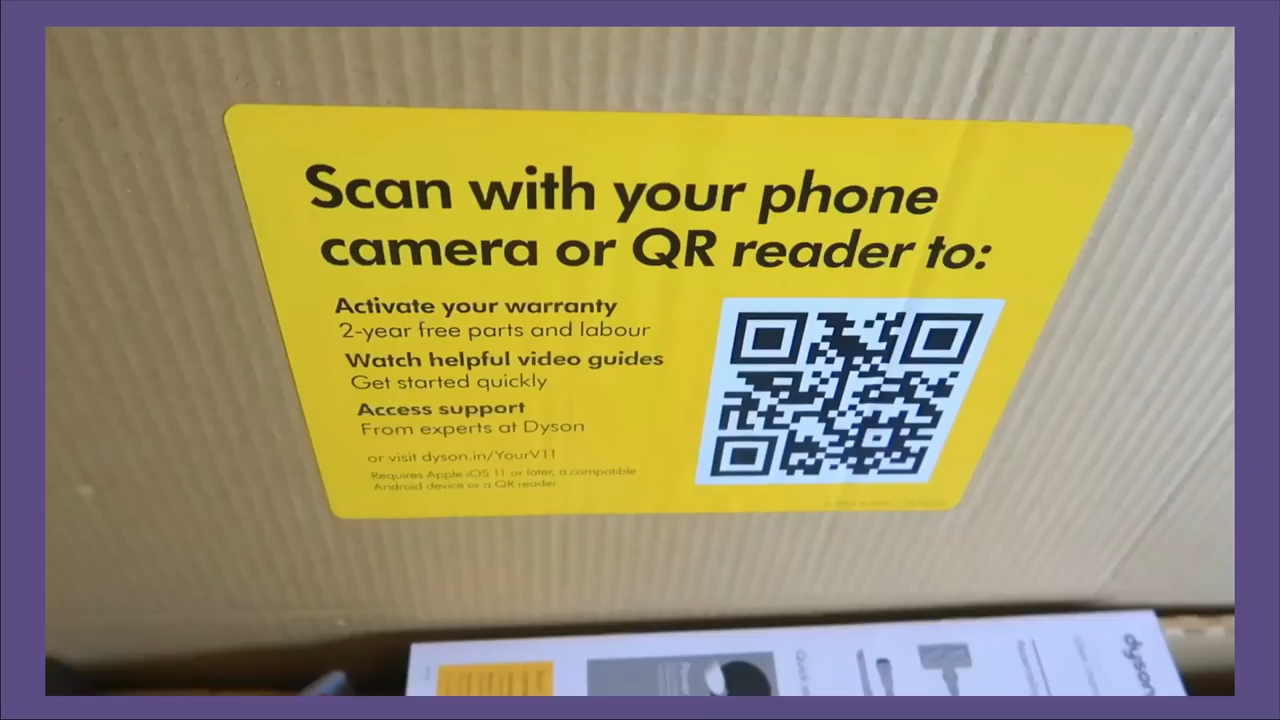 Scan with your phone
camera or QR reader to:
Activate your warranty
2-year free parts and labour
Watch helpful video guides
Get started quickly
Access support
From experts at Dyson
or visit dyson.in/YourV11
Requires Apple iOS 11 or later, a compatible
Android device or a QR reader
Quick
dyson